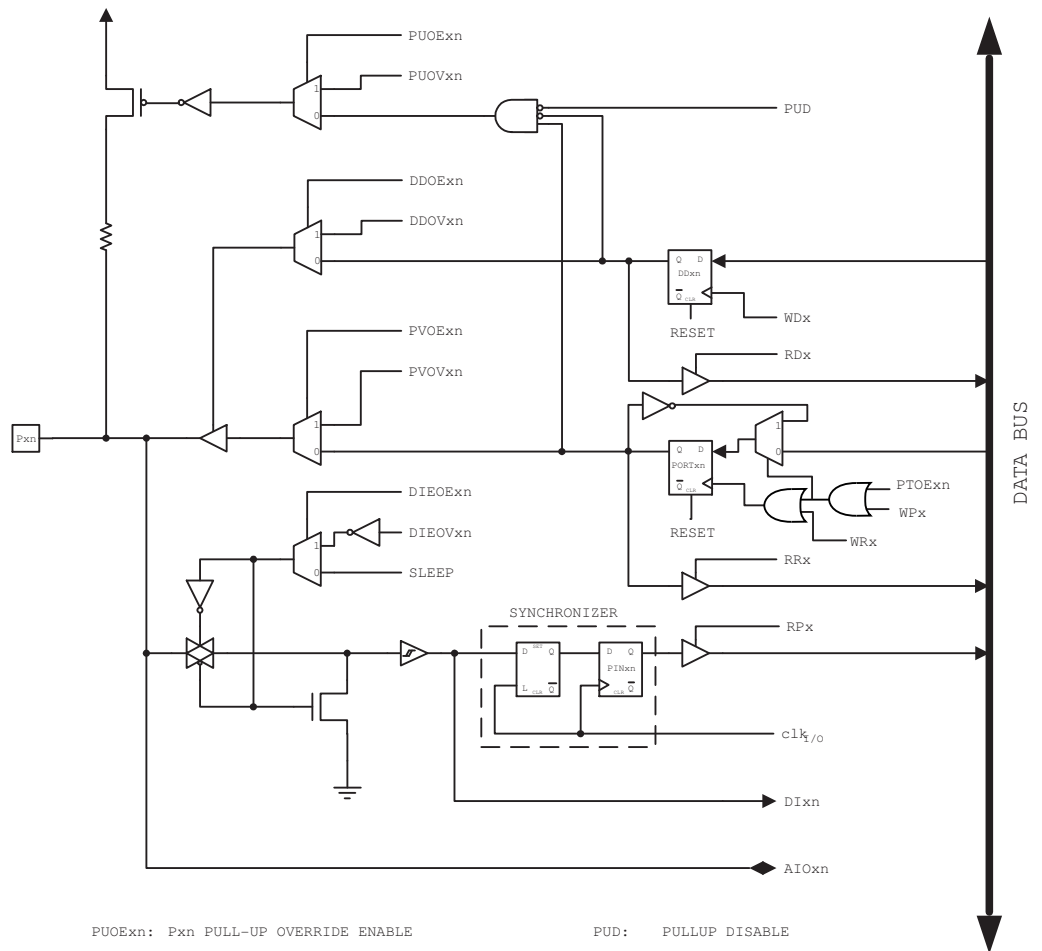 PUOExn
PUOVxn
1
0
PUD
DDOExn
DDOVxn
1
0
Q D
DDxn
Q CLR
WDx
RESET
RDx
PVOExn
PVOVxn
1
0
Pxn
1
0
Q D
PORTxn
Q CLR
PTOExn
WPx
RESET
WRx
RRx
DIEOExn
DIEOVxn
1
0
SLEEP
SYNCHRONIZER
RPx
D SET Q
L CLR Q
D Q
PINxn
CLR Q
clk I/O
DIxn
AIOxn
DATA BUS
PUOExn: Pxn PULL-UP OVERRIDE ENABLE
PUD: PULLUP DISABLE